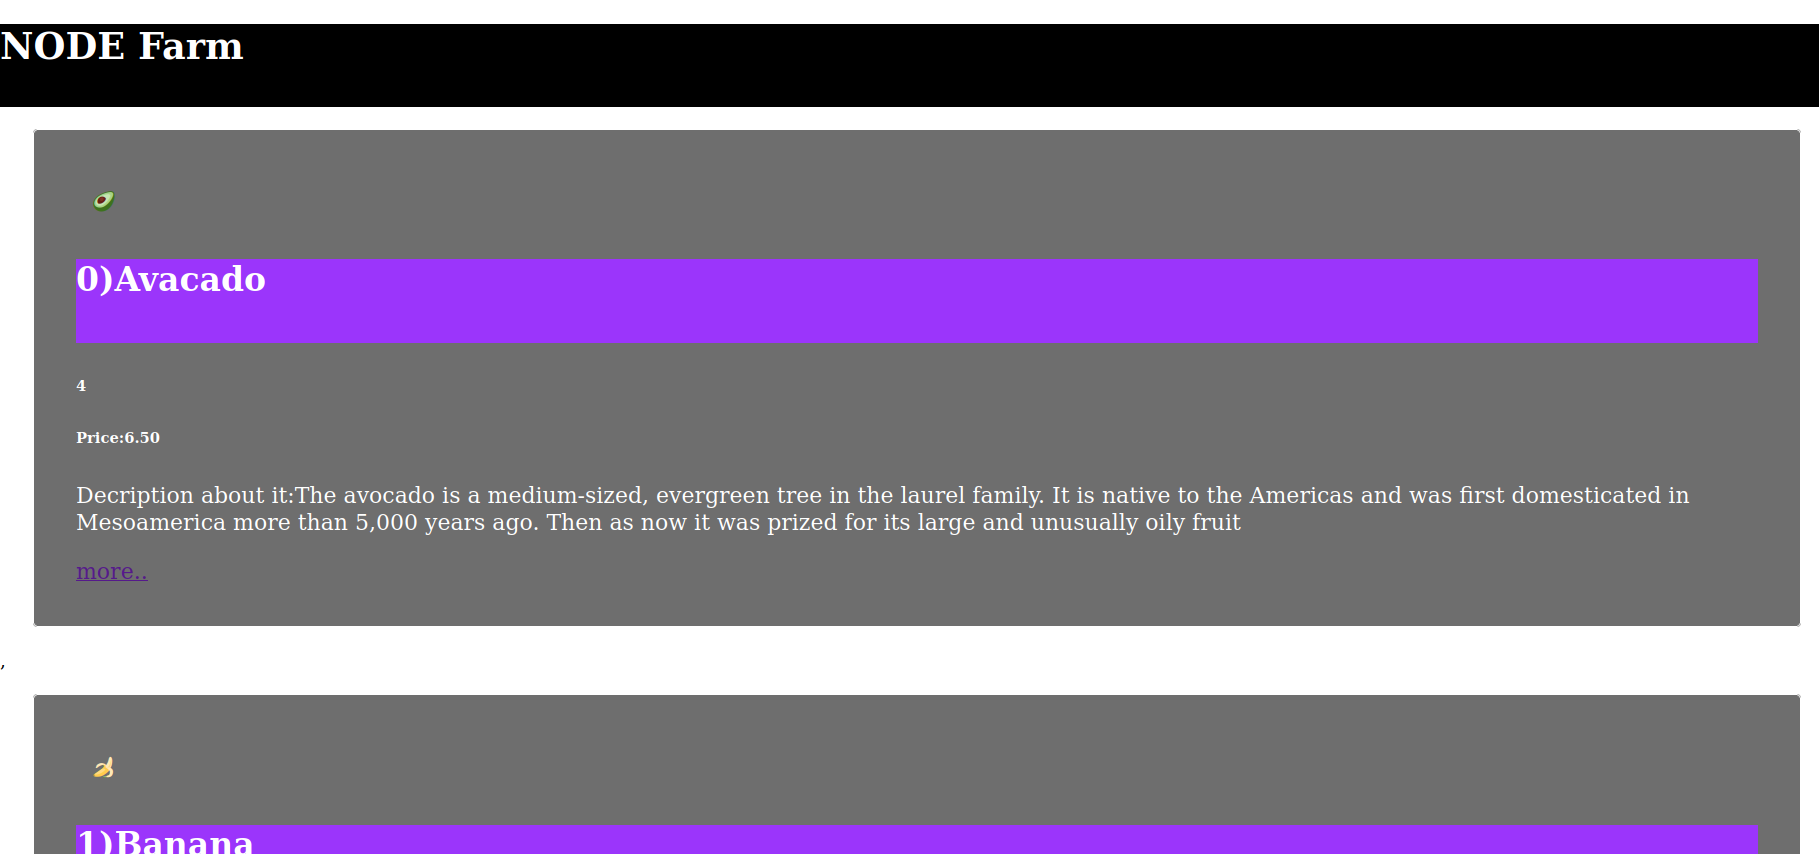 NODE Farm
0)Avacado
4
Price:6.50
Decription about it:The avocado is a medium-sized, evergreen tree in the laurel family. It is native to the Americas and was first domesticated in
Mesoamerica more than 5,000 years ago. Then as now it was prized for its large and unusually oily fruit
more..
,
1)Banana